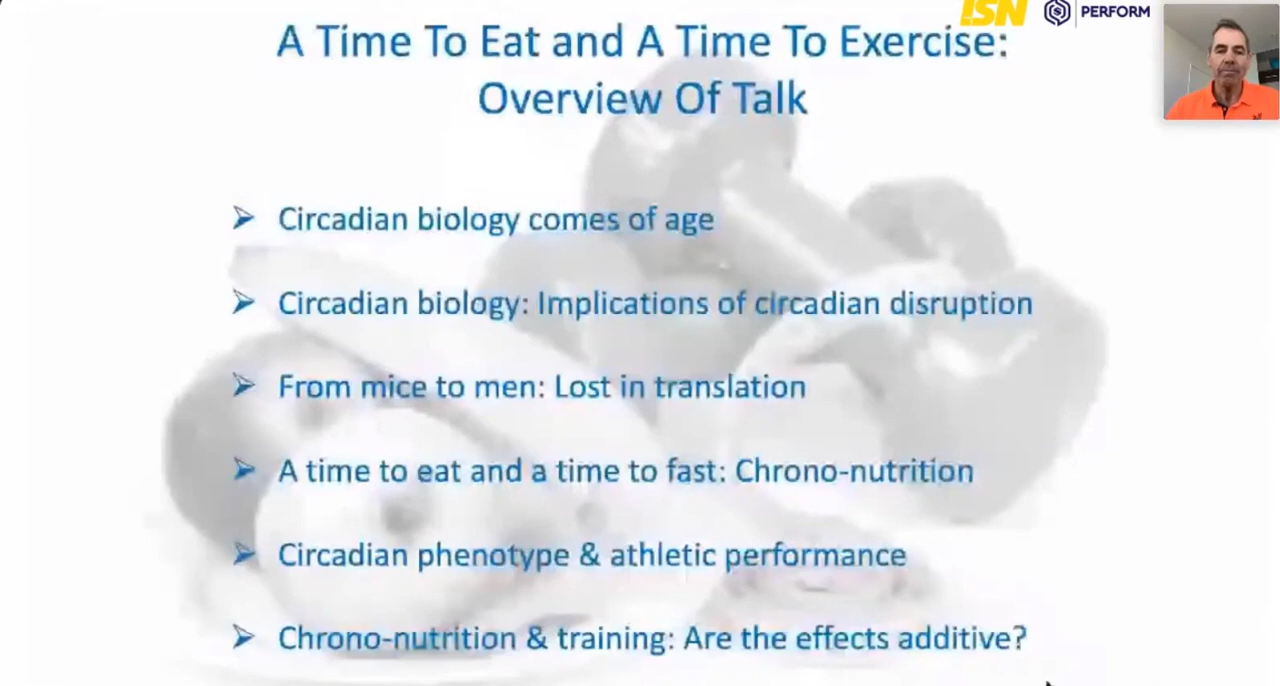 !SN
PERFORM
A Time To Eat and A Time To Exercise:
Overview Of Talk
Circadian biology comes of age
Circadian biology: Implications of circadian disruption
From mice to men: Lost in translation
A time to eat and a time to fast: Chrono-nutrition
Circadian phenotype & athletic performance
Chrono-nutrition & training: Are the effects additive?